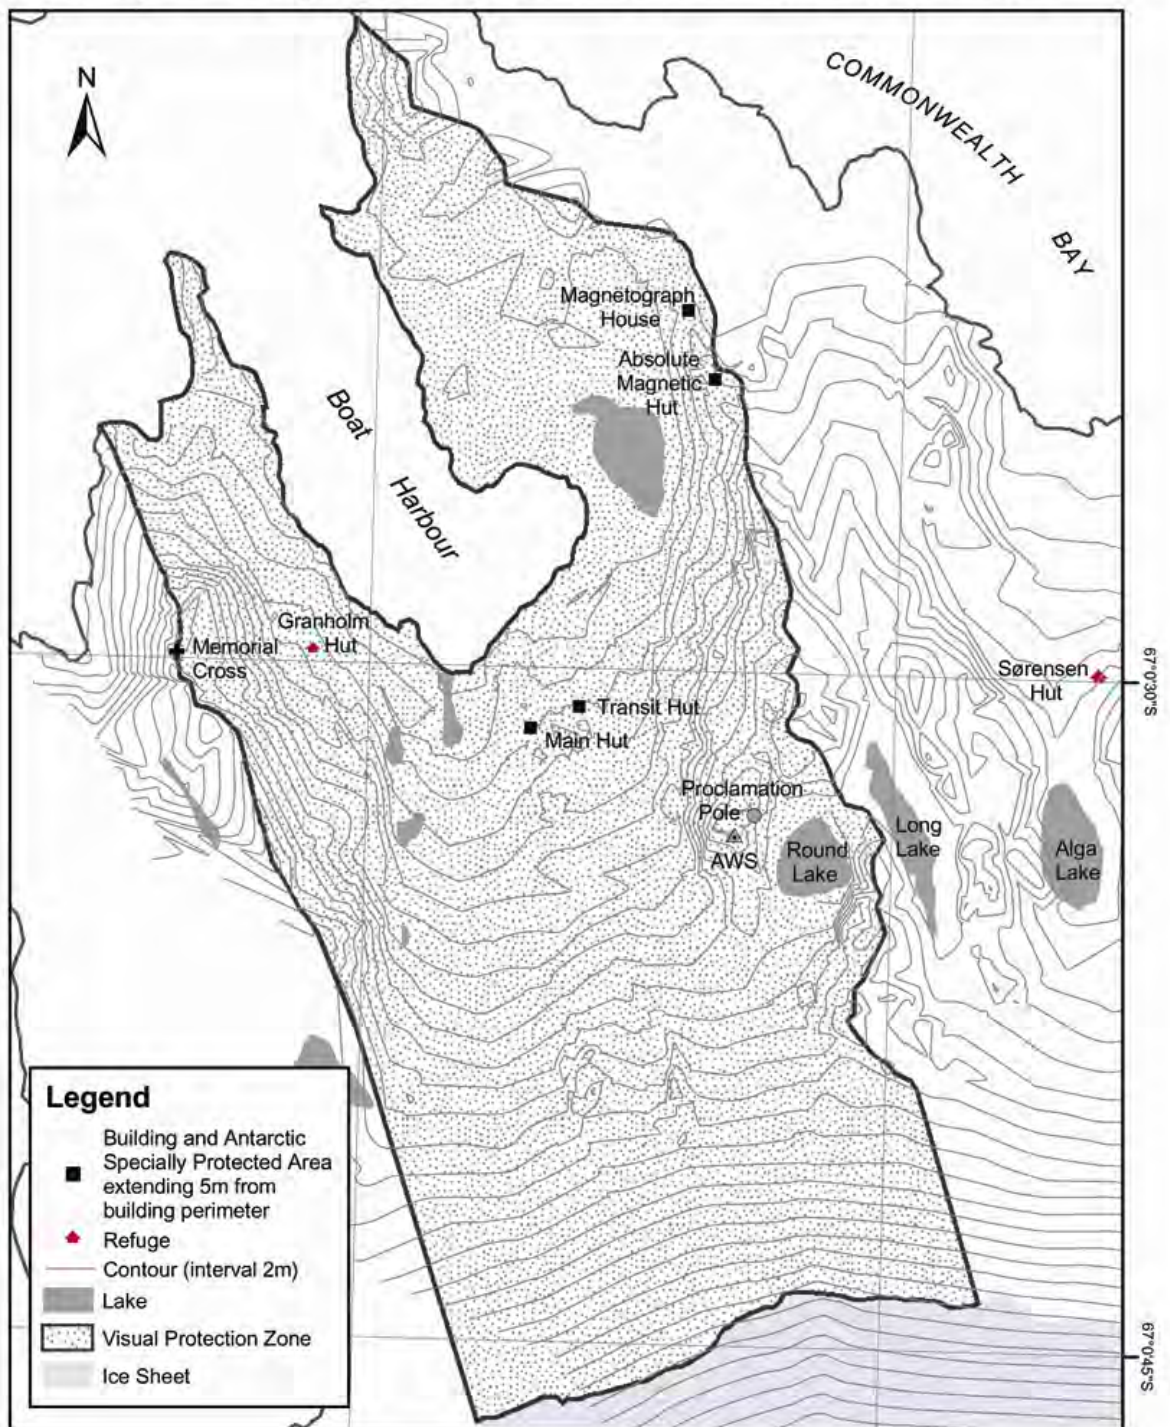 N
COMMONWEALTH
BAY
Magnetograph
House
Absolute
Magnetic
Hut
Boat
Harbour
Granholm
Hut
Memorial
Cross
Sørensen
Hut
67°0'30"S
Transit Hut
Main Hut
Proclamation
Pole
AWS
Round
Lake
Long
Lake
Alga
Lake
Legend
Building and Antarctic
Specially Protected Area
extending 5m from
building perimeter
Refuge
Contour (interval 2m)
Lake
Visual Protection Zone
Ice Sheet
67°0'45"S